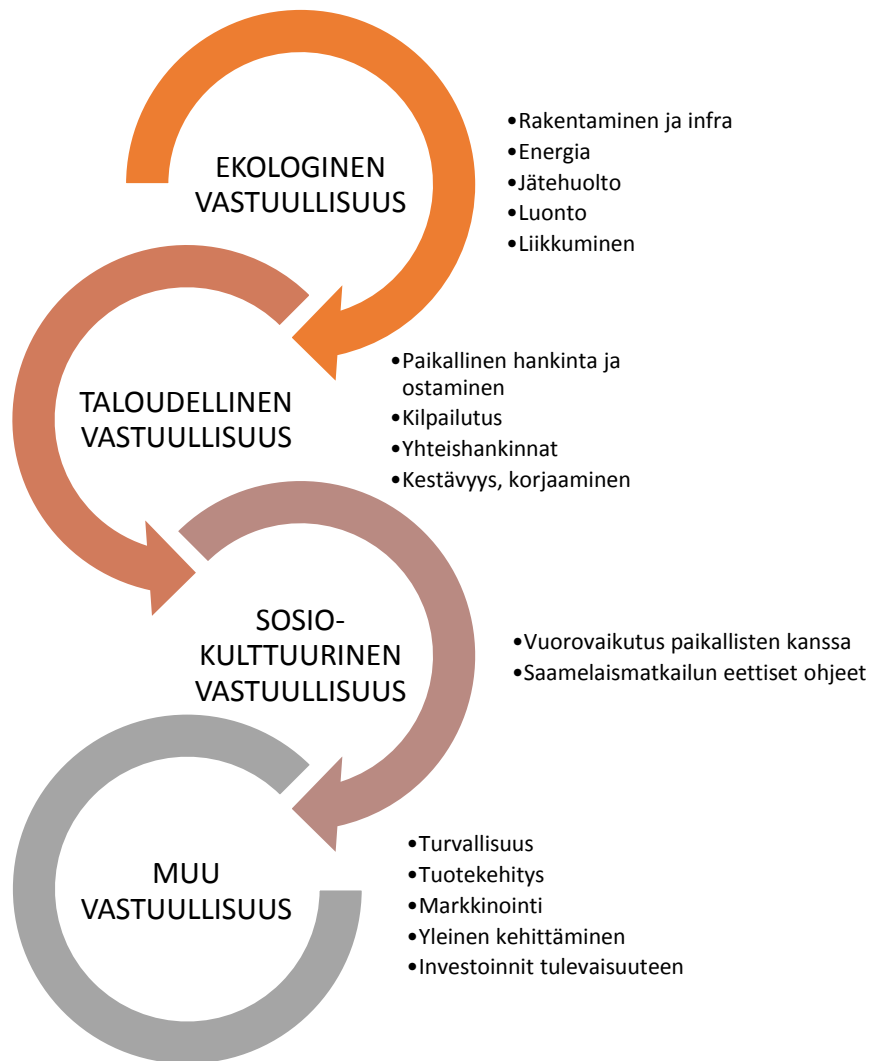 EKOLOGINEN
VASTUULLISUUS
•Rakentaminen ja infra
•Energia
•Jätehuolto
•Luonto
•Liikkuminen
TALOUDELLINEN
VASTUULLISUUS
•Paikallinen hankinta ja
ostaminen
•Kilpailutus
•Yhteishankinnat
•Kestävyys, korjaaminen
SOSIO-
KULTTUURINEN
VASTUULLISUUS
•Vuorovaikutus paikallisten kanssa
•Saamelaismatkailun eettiset ohjeet
MUU
VASTUULLISUUS
•Turvallisuus
•Tuotekehitys
•Markkinointi
•Yleinen kehittäminen
•Investoinnit tulevaisuuteen